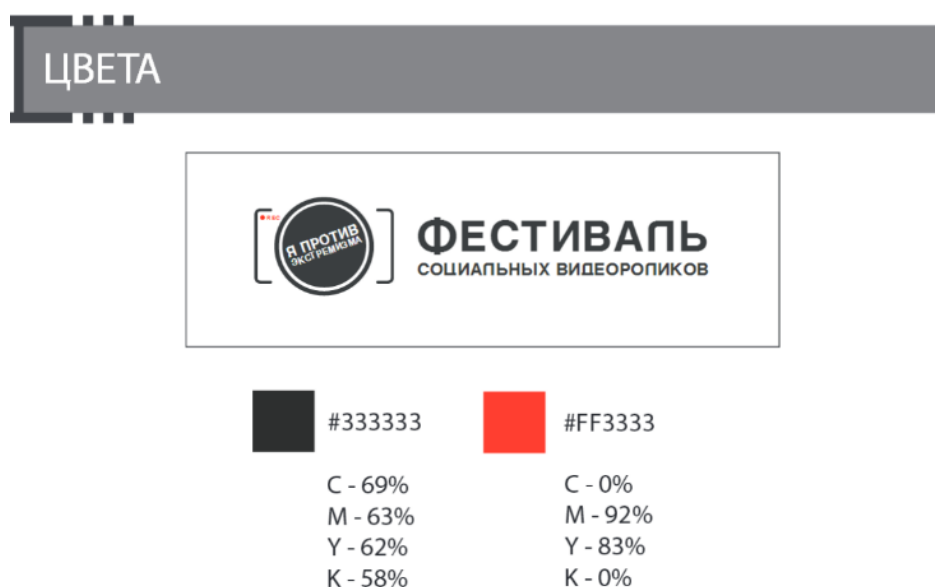 ЦВЕТА
REC
Я ПРОТИВ
ЭКСТРЕМИЗМА
ФЕСТИВАЛЬ
СОЦИАЛЬНЫХ ВИДЕОРОЛИКОВ
#333333
C - 69%
M - 63%
Y - 62%
K - 58%
#FF3333
C - 0%
M - 92%
Y - 83%
K - 0%